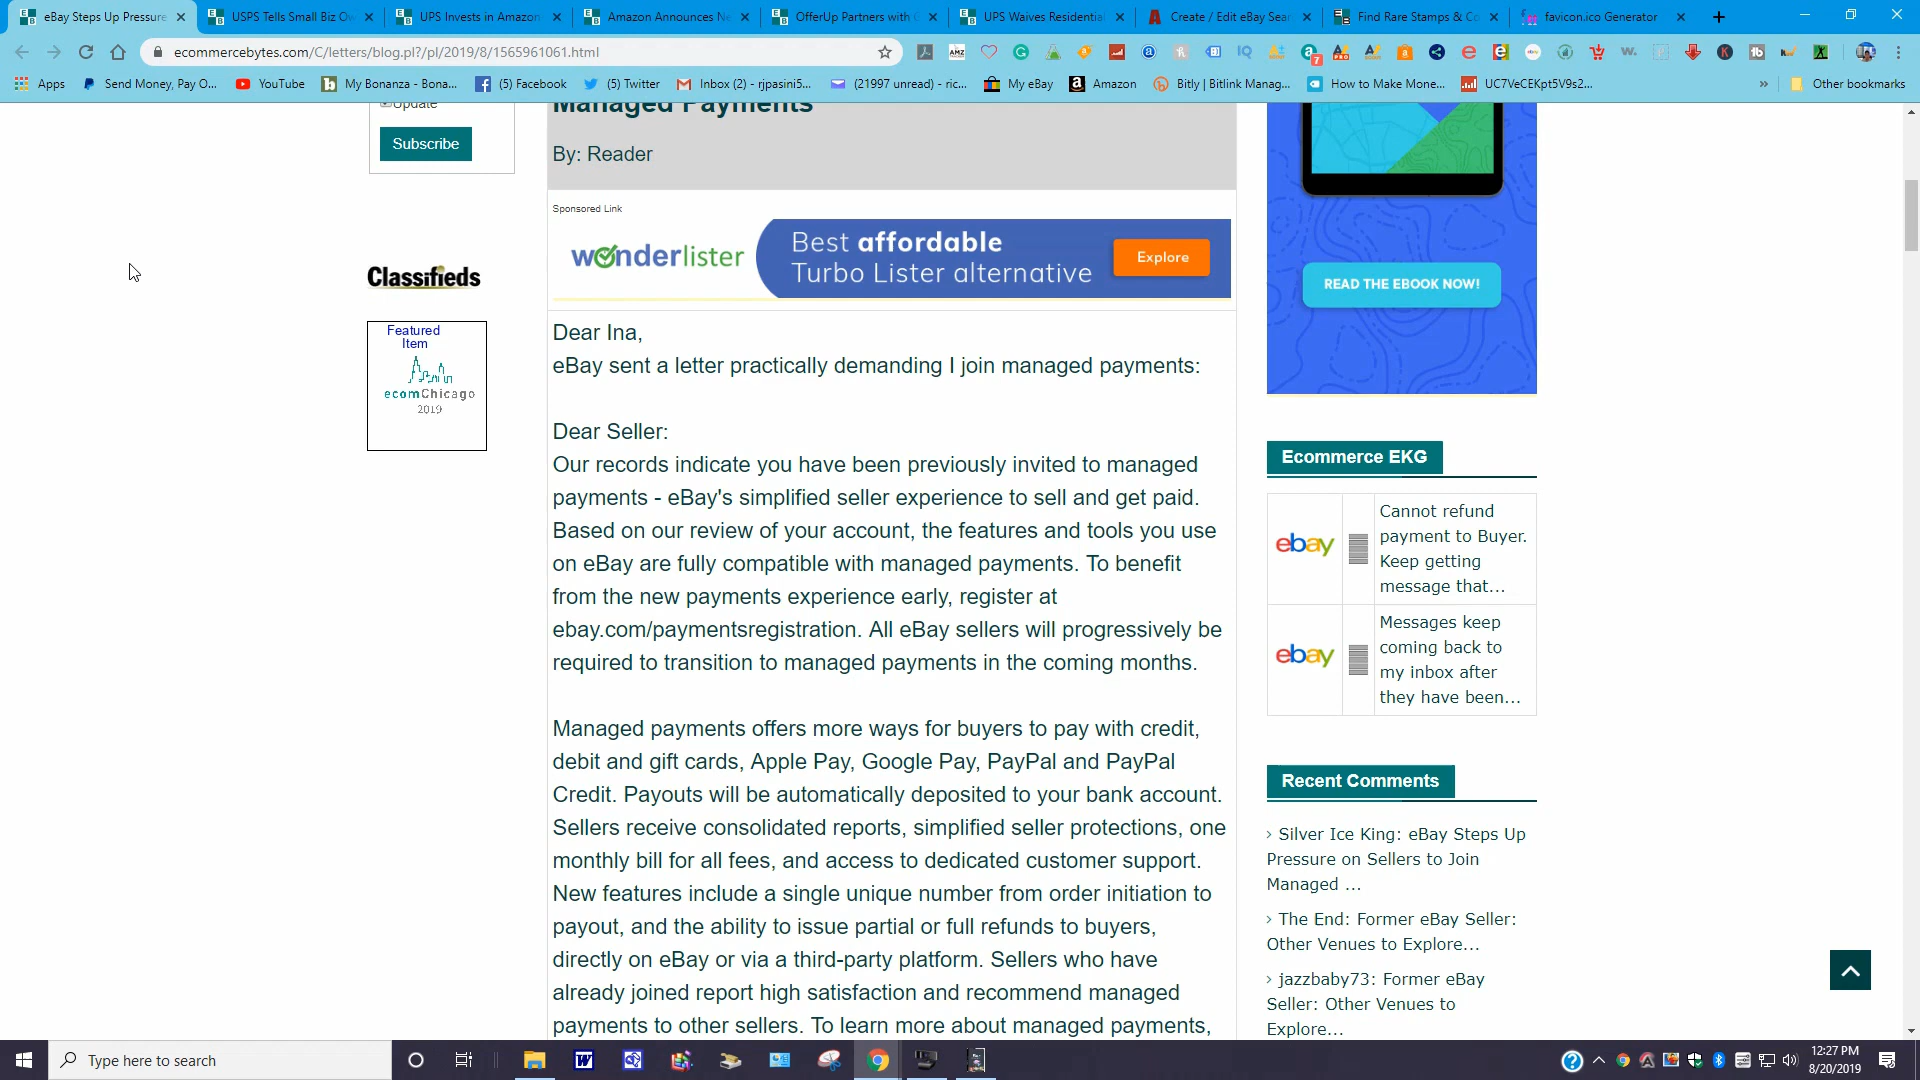 eBay Steps Up Pressure
USPS Tells Small Biz Ow
UPS Invests in Amazon
Amazon Announces Ne
OfferUp Partners with
UPS Waives Residential
Create / Edit eBay Sear
Find Rare Stamps & Co
favicon.ico Generator
ecommercebytes.com/C/letters/blog.pl?/pl/2019/8/1565961061.html
Apps
Send Money, Pay O...
YouTube
My Bonanza - Bona...
(5) Facebook
(5) Twitter
Inbox (2) - rjpasini5...
(21997 unread) - ric...
My eBay
Amazon
Bitly | Bitlink Manag...
How to Make Mone...
UC7VeCEKpt5V9s2...
»
Other bookmarks
Update
Subscribe
Classifieds
Featured
Item
ecomChicago
2019
Managed Payments
By: Reader
Sponsored Link
wonderlister
Best affordable
Turbo Lister alternative
Explore
Dear Ina,
eBay sent a letter practically demanding I join managed payments:
Dear Seller:
Our records indicate you have been previously invited to managed
payments - eBay's simplified seller experience to sell and get paid.
Based on our review of your account, the features and tools you use
on eBay are fully compatible with managed payments. To benefit
from the new payments experience early, register at
ebay.com/paymentsregistration. All eBay sellers will progressively be
required to transition to managed payments in the coming months.
Managed payments offers more ways for buyers to pay with credit,
debit and gift cards, Apple Pay, Google Pay, PayPal and PayPal
Credit. Payouts will be automatically deposited to your bank account.
Sellers receive consolidated reports, simplified seller protections, one
monthly bill for all fees, and access to dedicated customer support.
New features include a single unique number from order initiation to
payout, and the ability to issue partial or full refunds to buyers,
directly on eBay or via a third-party platform. Sellers who have
already joined report high satisfaction and recommend managed
payments to other sellers. To learn more about managed payments,
READ THE EBOOK NOW!
Ecommerce EKG
ebay
Cannot refund
payment to Buyer.
Keep getting
message that...
ebay
Messages keep
coming back to
my inbox after
they have been...
Recent Comments
› Silver Ice King: eBay Steps Up
Pressure on Sellers to Join
Managed ...
› The End: Former eBay Seller:
Other Venues to Explore...
› jazzbaby73: Former eBay
Seller: Other Venues to
Explore...
Type here to search
12:27 PM
8/20/2019